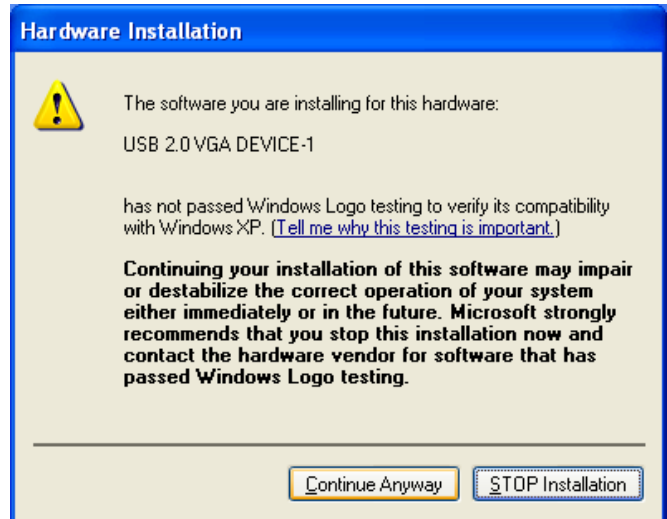 Hardware Installation
The software you are installing for this hardware:
USB 2.0 VGA DEVICE-1
has not passed Windows Logo testing to verify its compatibility
with Windows XP. (Tell me why this testing is important.)
Continuing your installation of this software may impair
or destabilize the correct operation of your system
either immediately or in the future. Microsoft strongly
recommends that you stop this installation now and
contact the hardware vendor for software that has
passed Windows Logo testing.
Continue Anyway STOP Installation